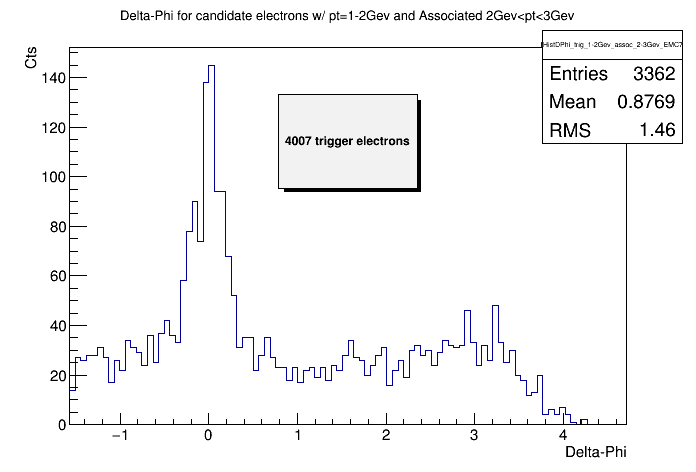 Delta-Phi for candidate electrons w/ pt=1-2Gev and Associated 2Gev<pt<3Gev
HistDPhi_trig_1-2Gev_assoc_2-3Gev_EMC7
Entries 3362
Mean 0.8769
RMS 1.46
Cts
140
120
100
80
60
40
20
0
4007 trigger electrons
−1 0 1 2 3 4
Delta-Phi